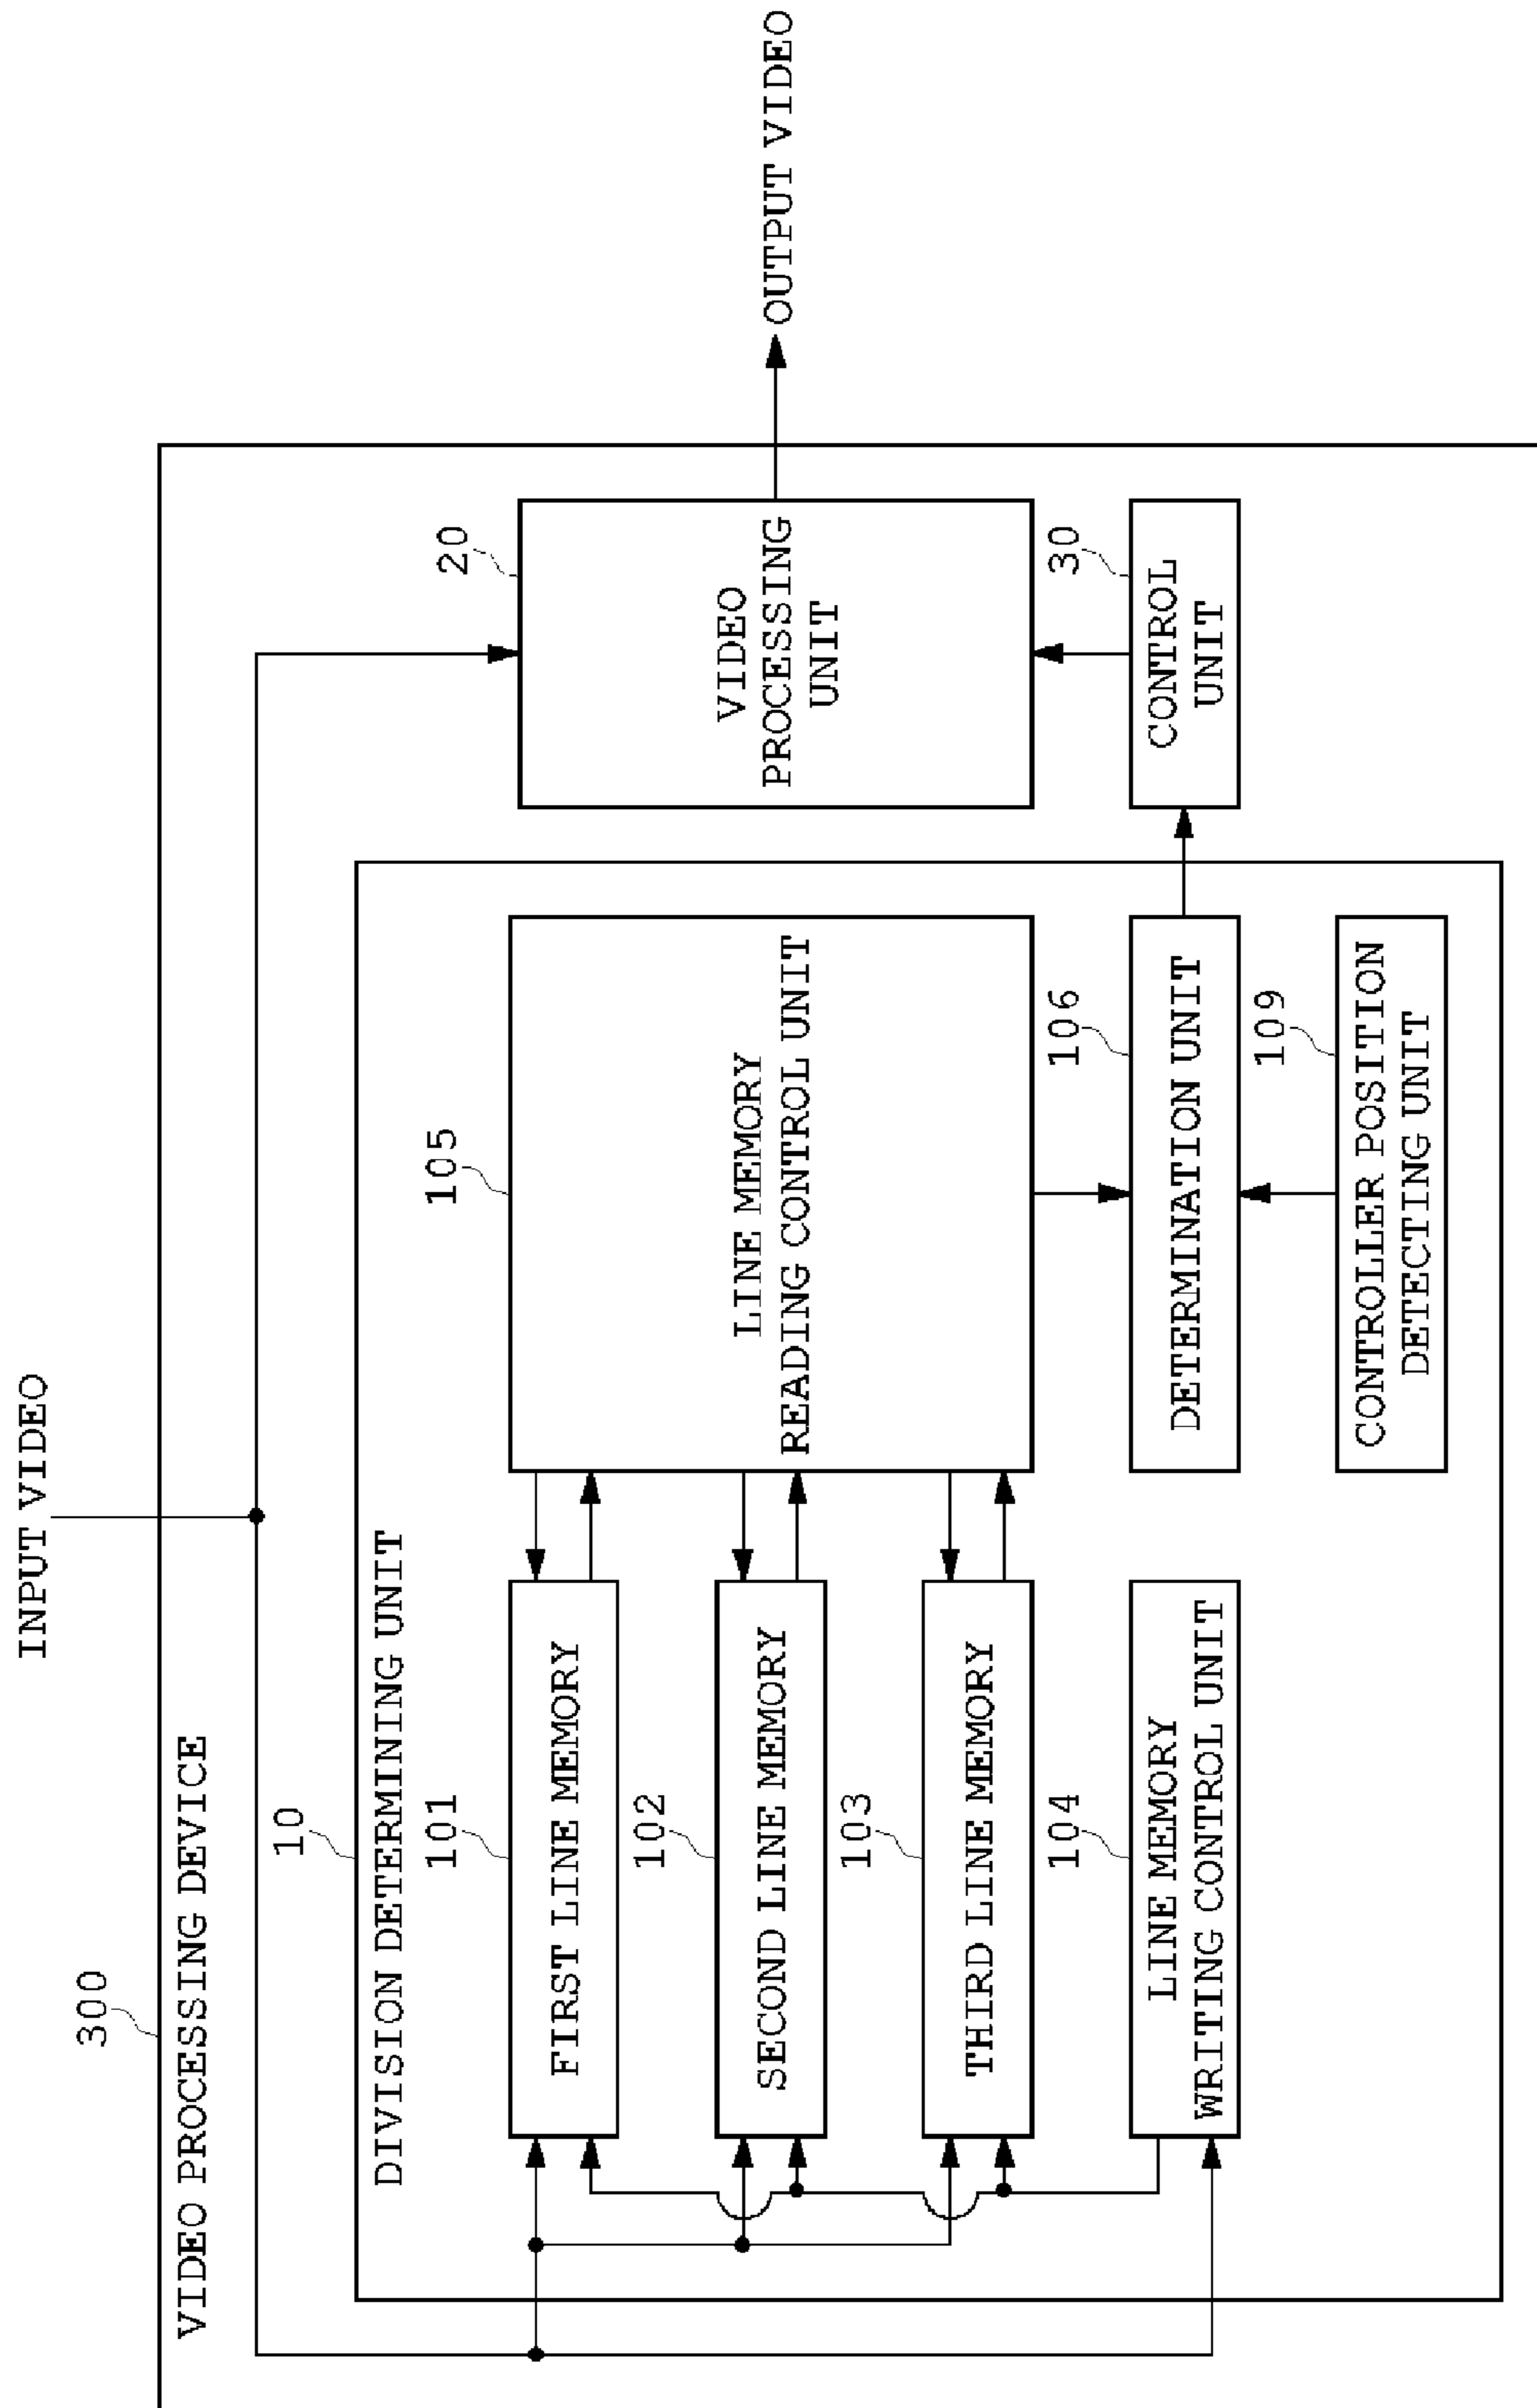 INPUT VIDEO
300
VIDEO PROCESSING DEVICE
10
DIVISION DETERMINING UNIT
101
FIRST LINE MEMORY
102
SECOND LINE MEMORY
103
THIRD LINE MEMORY
104
LINE MEMORY
WRITING CONTROL UNIT
105
LINE MEMORY
READING CONTROL UNIT
106
DETERMINATION UNIT
109
CONTROLLER POSITION
DETECTING UNIT
20
VIDEO
PROCESSING
UNIT
30
CONTROL
UNIT
OUTPUT VIDEO